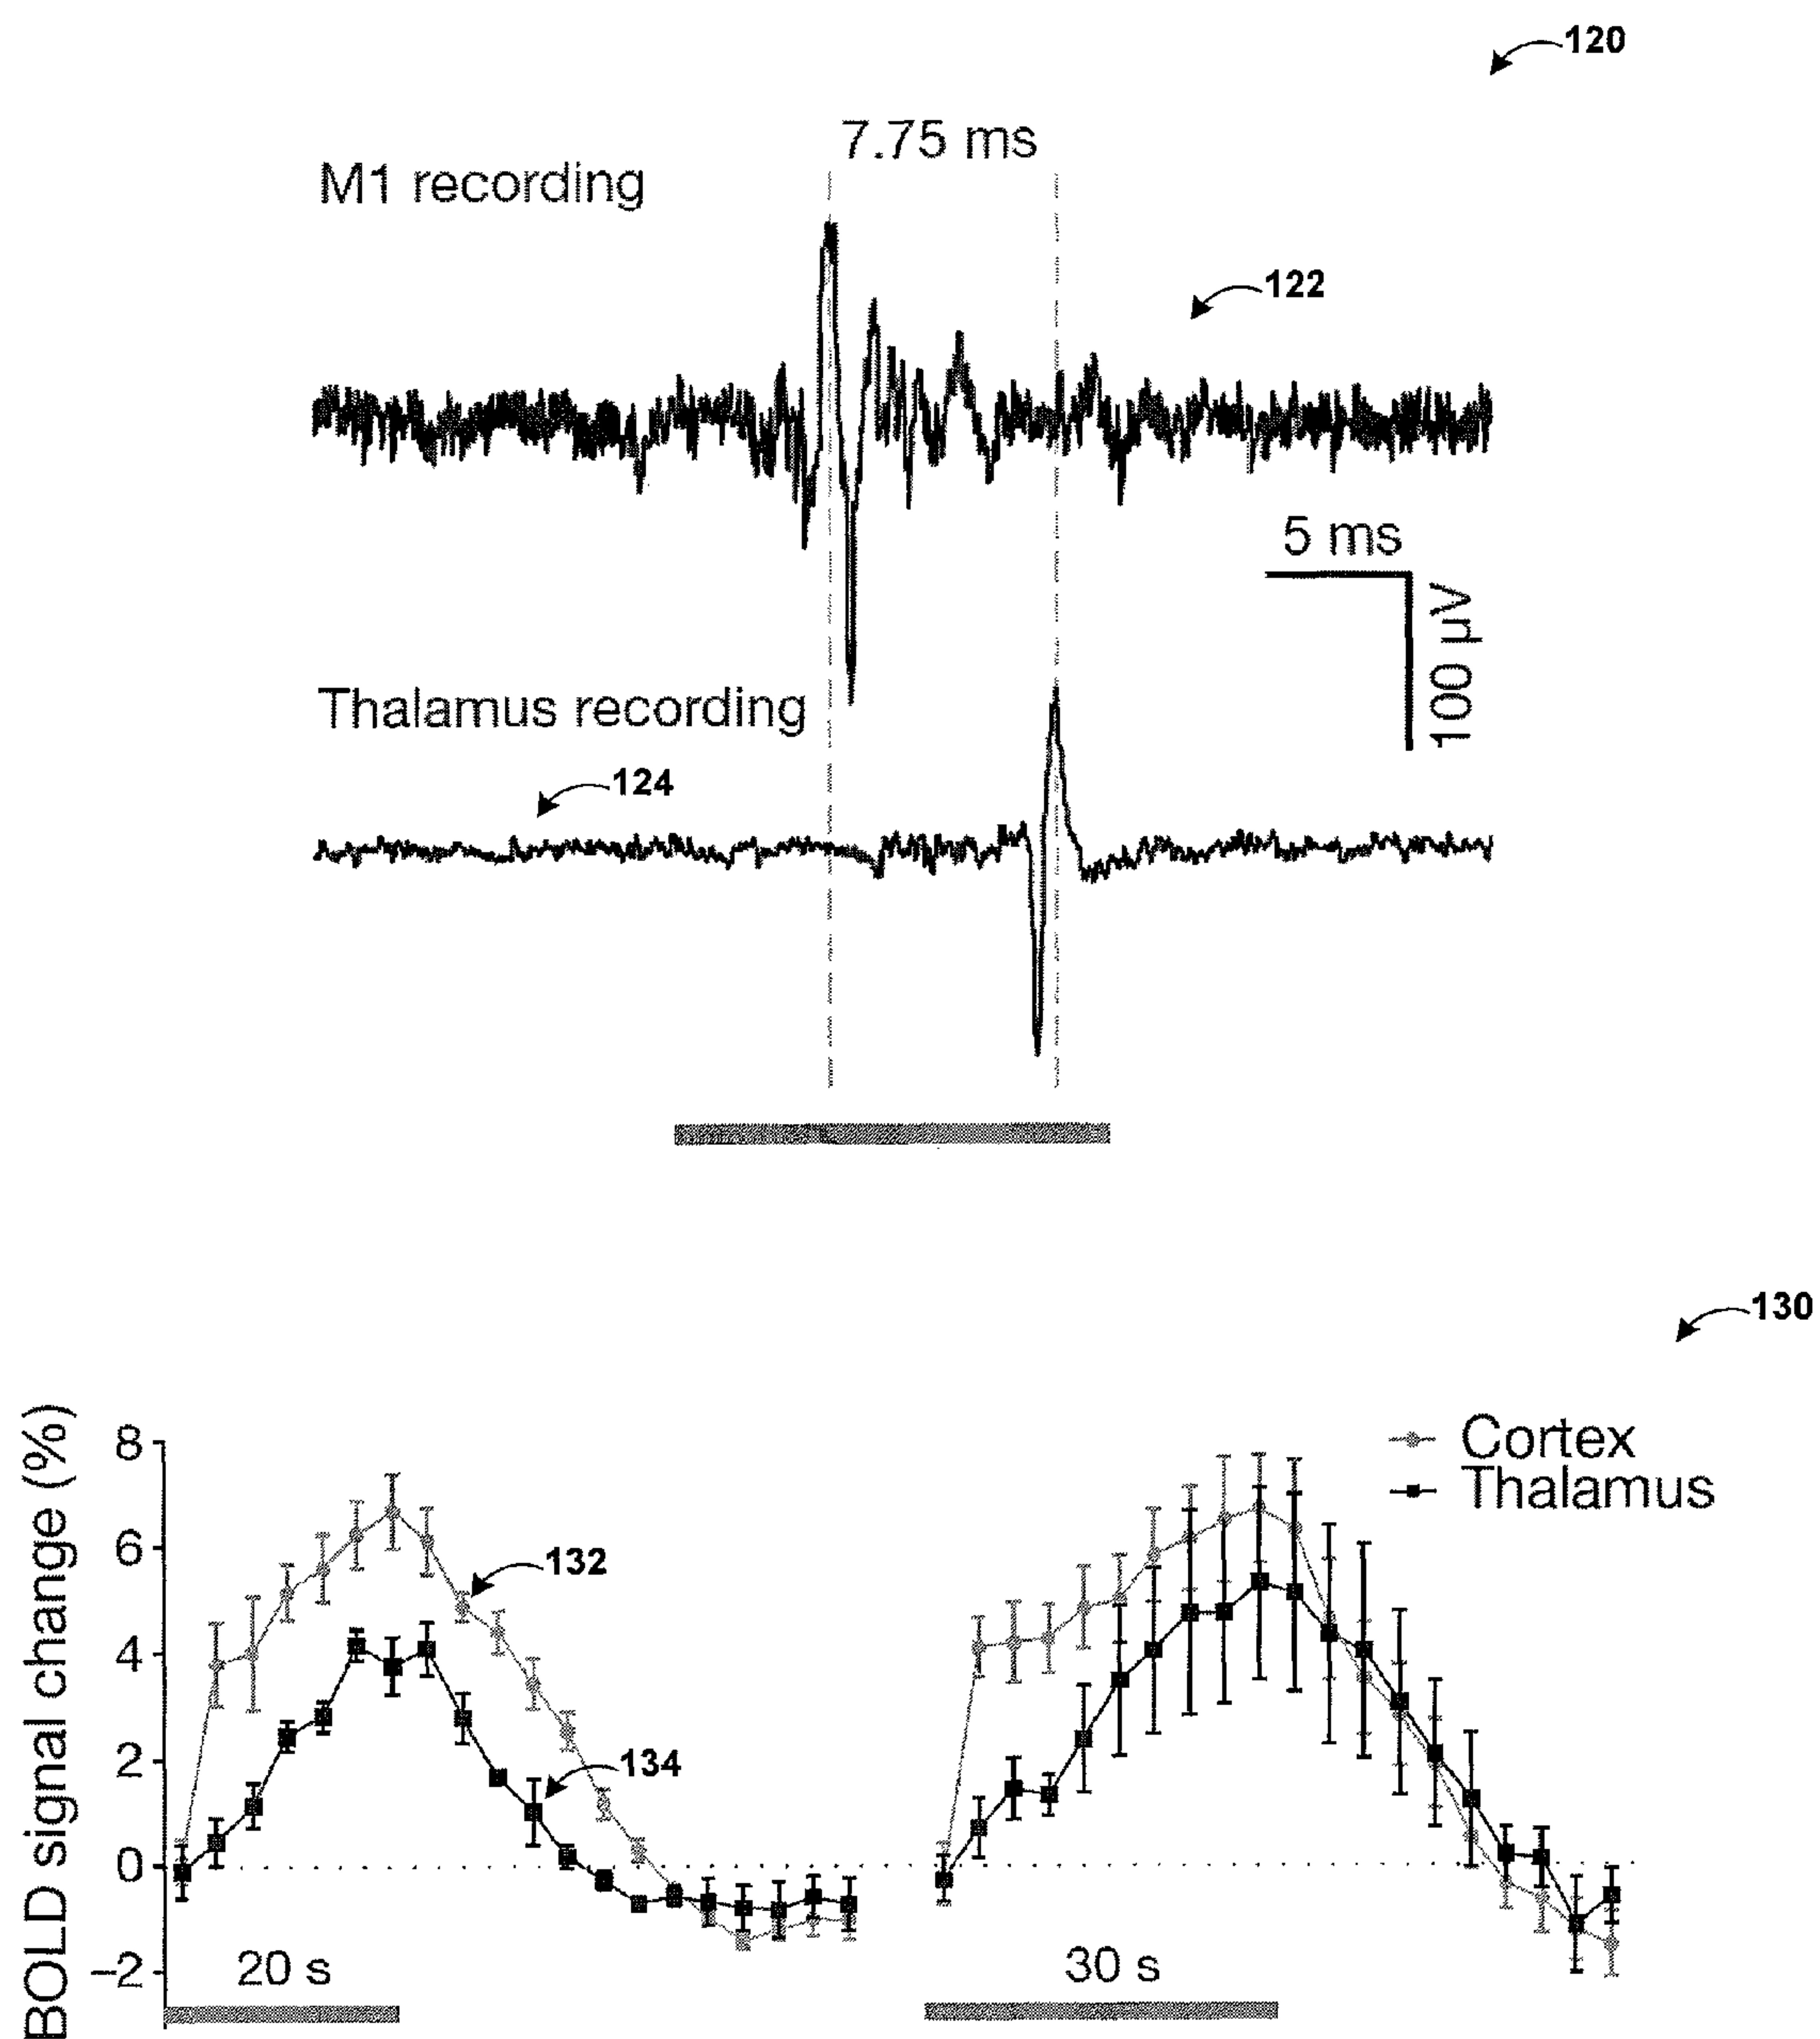 120
7.75 ms
M1 recording
122
5 ms
100 µV
Thalamus recording
124
130
BOLD signal change (%)
8
6
4
2
0
−2
Cortex
Thalamus
132
134
20 s
30 s